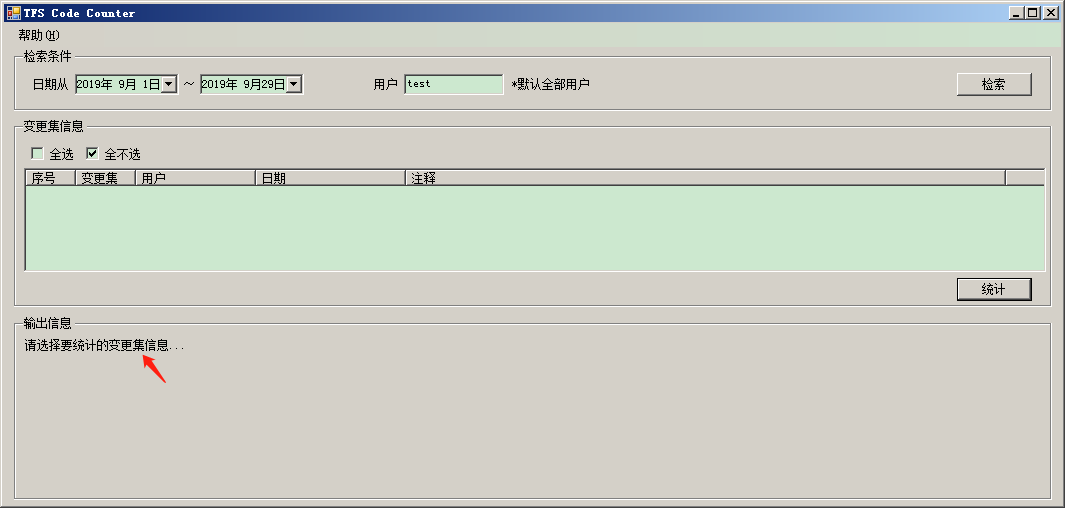 TFS Code Counter
帮助(H)
检索条件
日期从 2019年 9月 1日 ～ 2019年 9月29日 用户 test *默认全部用户 检索
变更集信息
全选 全不选
序号 变更集 用户 日期 注释
统计
输出信息
请选择要统计的变更集信息...